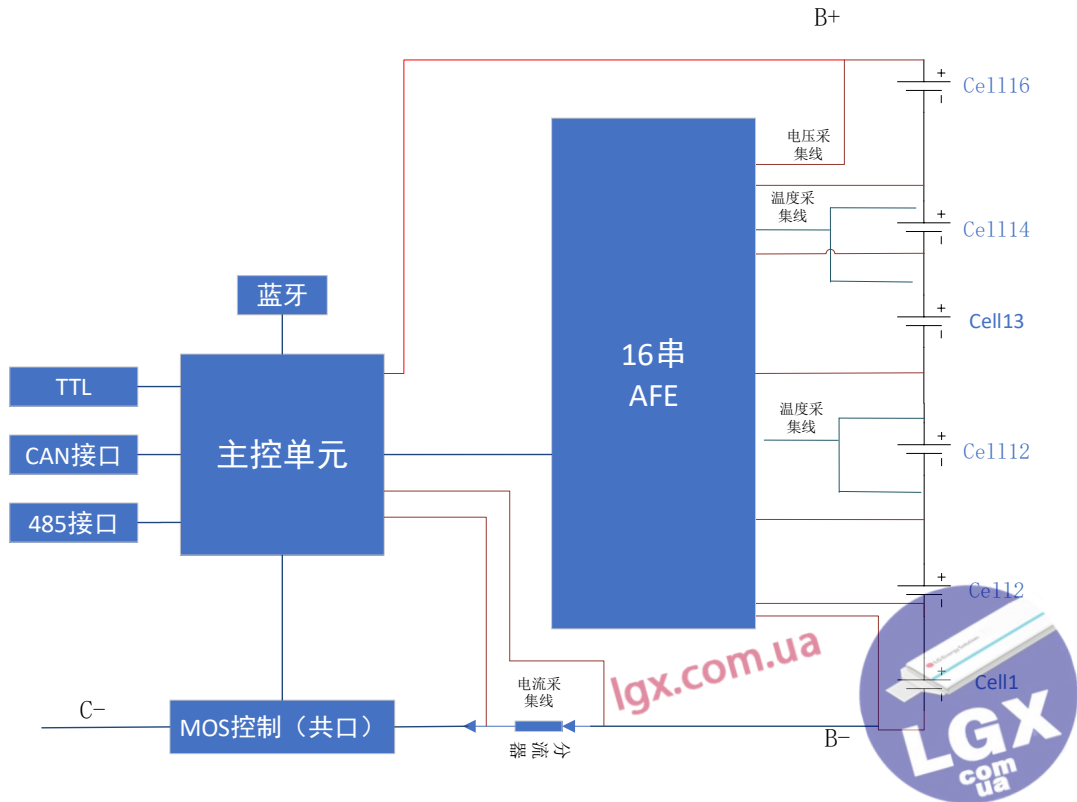 B+
Cell16
电压采
集线
温度采
集线
Cell14
蓝牙
Cell13
16串
AFE
TTL
温度采
集线
CAN接口
主控单元
Cell12
485接口
Cell2
lgx.com.ua
电流采
集线
Cell1
C-
MOS控制（共口）
分流器
B-
LGX
com
ua